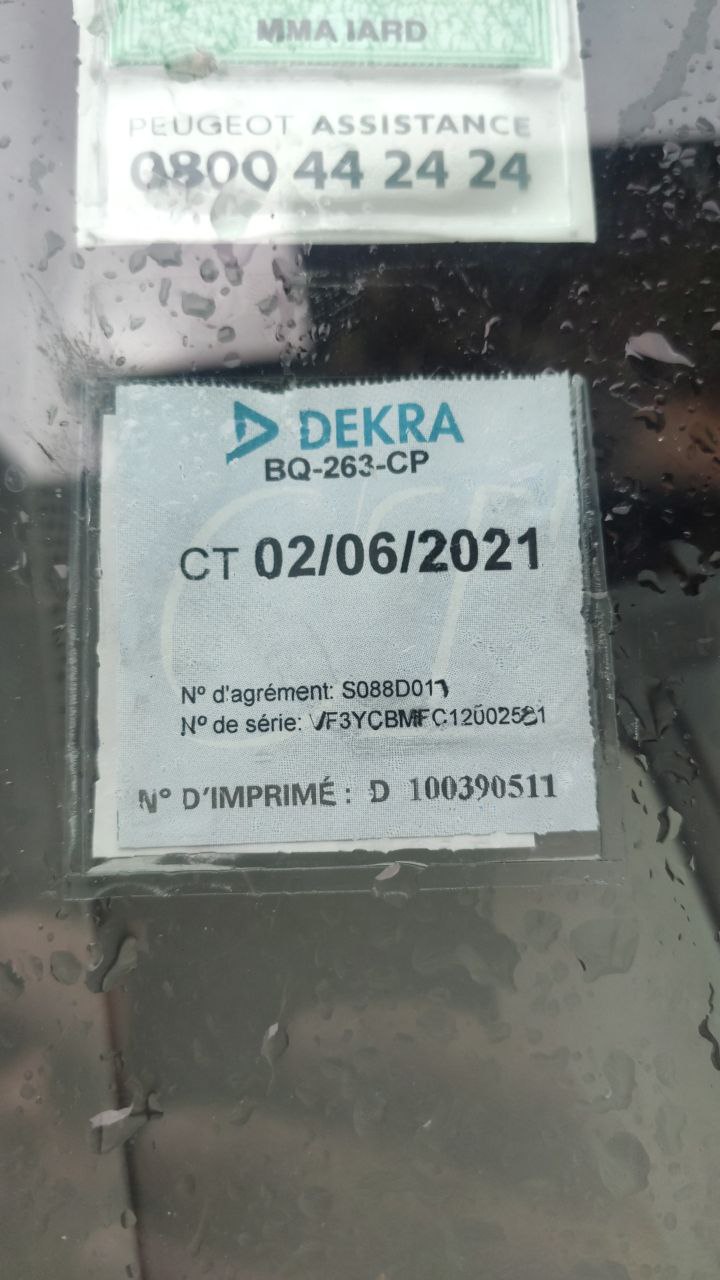 MMA IARD
PEUGEOT ASSISTANCE
0800 44 24 24
DEKRA
BQ-263-CP
CT 02/06/2021
N° d'agrément: S088D011
N° de série: VF3YCBMFC12002581
N° D'IMPRIMÉ : D 100390511